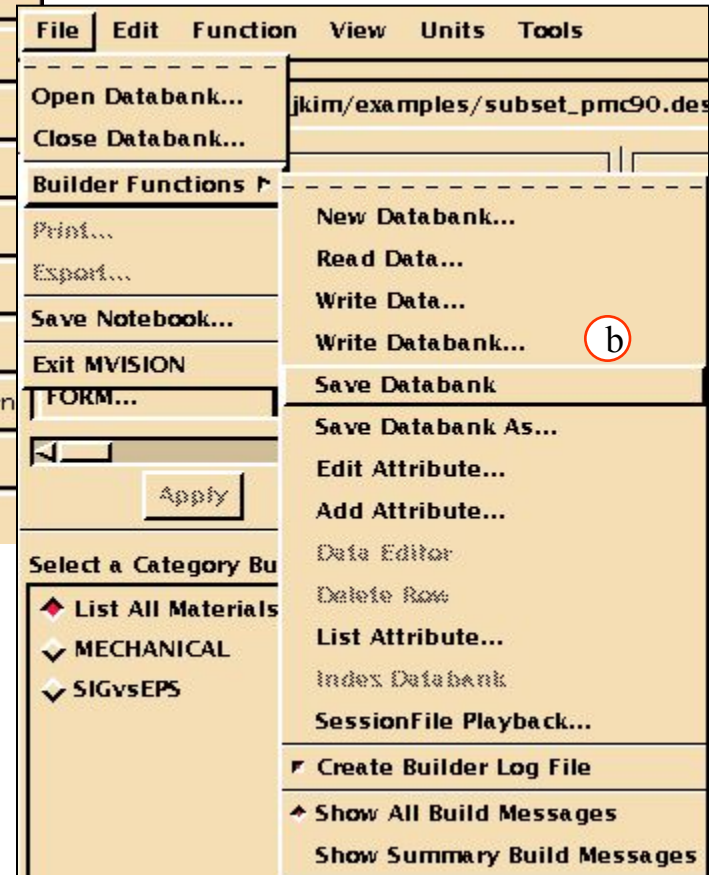 File Edit Function View Units Tools
Open Databank...
jkim/examples/subset_pmc90.des
Close Databank...
Builder Functions
Print...
Export...
Save Notebook...
Exit MVISION
FORM...
Apply
Select a Category Bu
List All Materials
MECHANICAL
SIGvsEPS
New Databank...
Read Data...
Write Data...
Write Databank...
b
Save Databank
Save Databank As...
Edit Attribute...
Add Attribute...
Data Editor
Delete Row
List Attribute...
Index Databank
SessionFile Playback...
Create Builder Log File
Show All Build Messages
Show Summary Build Messages